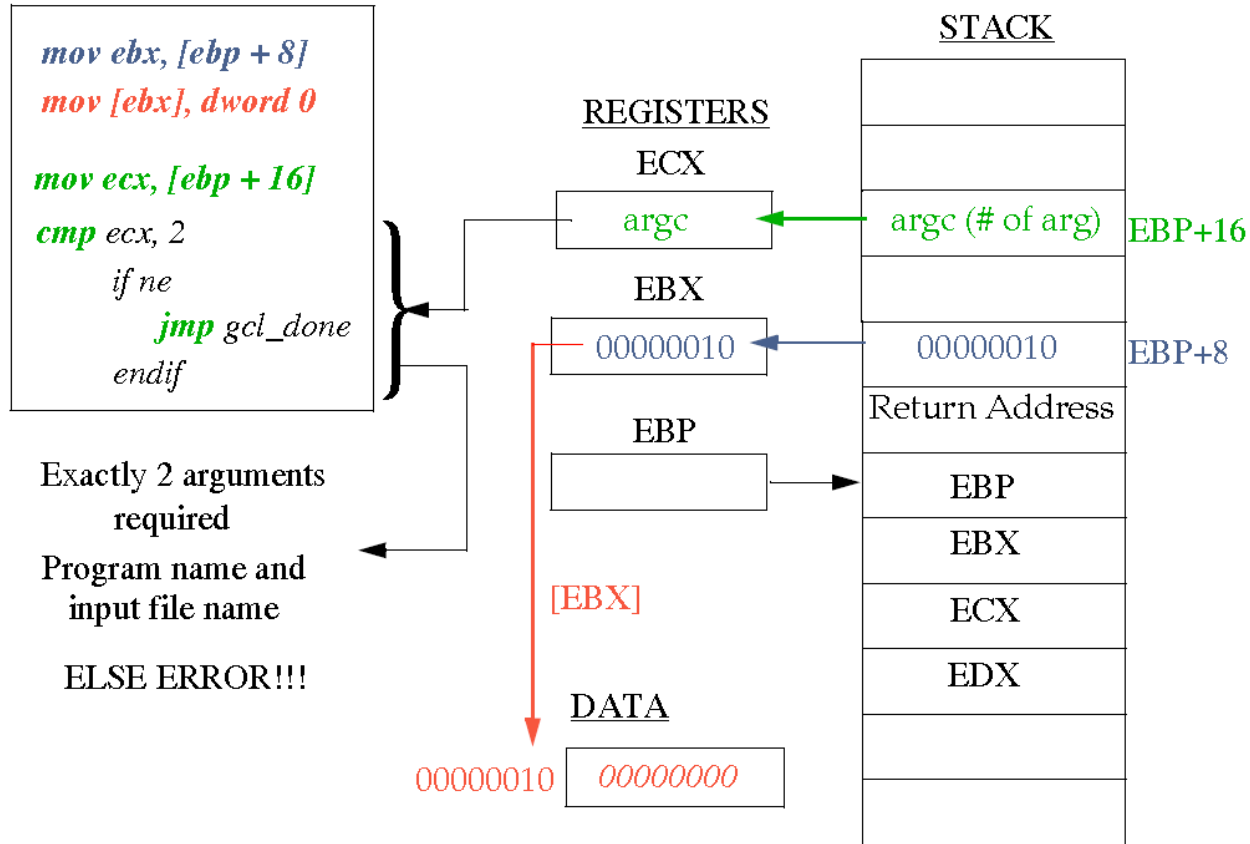 mov ebx, [ebp + 8]
mov [ebx], dword 0
mov ecx, [ebp + 16]
cmp ecx, 2
if ne
jmp gcl_done
endif
Exactly 2 arguments
required
Program name and
input file name
ELSE ERROR!!!
REGISTERS
ECX
argc
EBX
00000010
EBP
[EBX]
DATA
00000010 00000000
STACK
argc (# of arg) EBP+16
00000010 EBP+8
Return Address
EBP
EBX
ECX
EDX